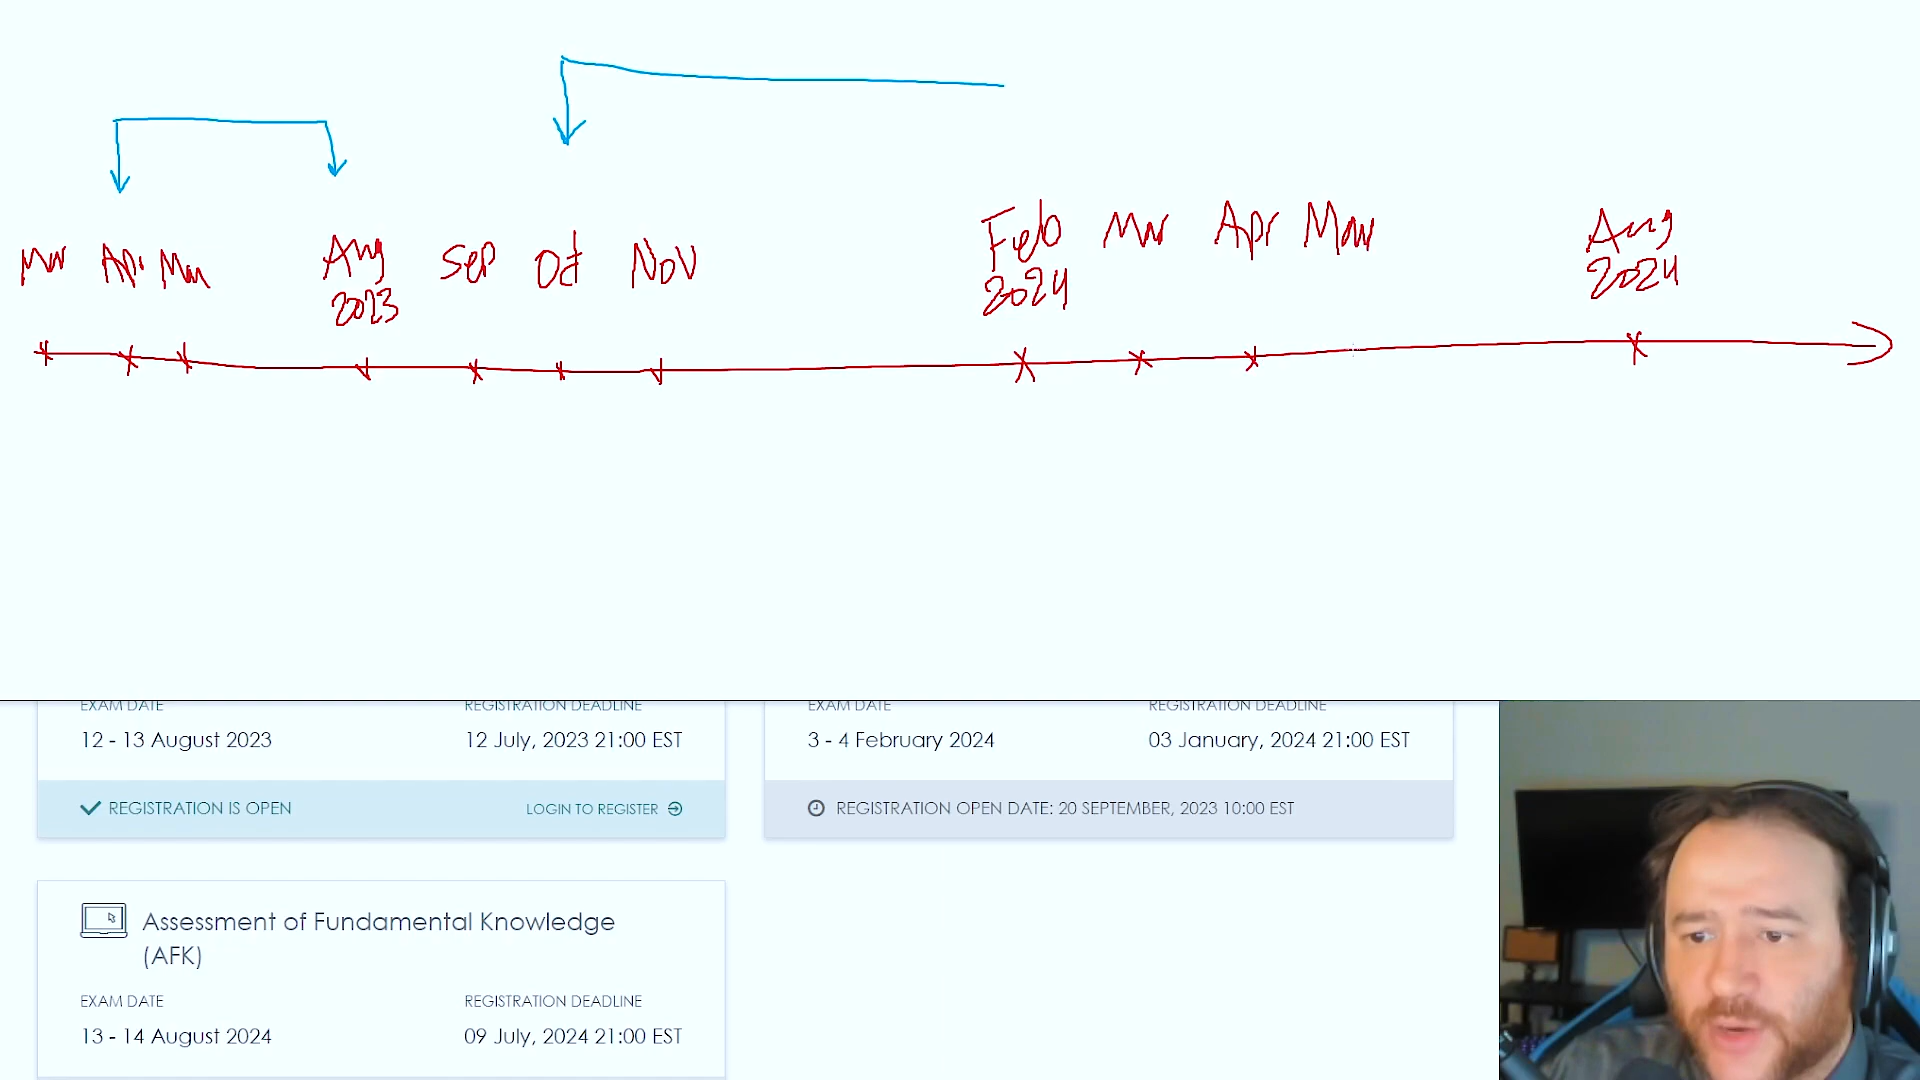 Mar Apr May Aug Sep Oct Nov Feb Mar Apr May Aug
2023 2024 2024
EXAM DATE REGISTRATION DEADLINE EXAM DATE REGISTRATION DEADLINE
12 - 13 August 2023 12 July, 2023 21:00 EST 3 - 4 February 2024 03 January, 2024 21:00 EST
REGISTRATION IS OPEN LOGIN TO REGISTER REGISTRATION OPEN DATE: 20 SEPTEMBER, 2023 10:00 EST
Assessment of Fundamental Knowledge
(AFK)
EXAM DATE REGISTRATION DEADLINE
13 - 14 August 2024 09 July, 2024 21:00 EST